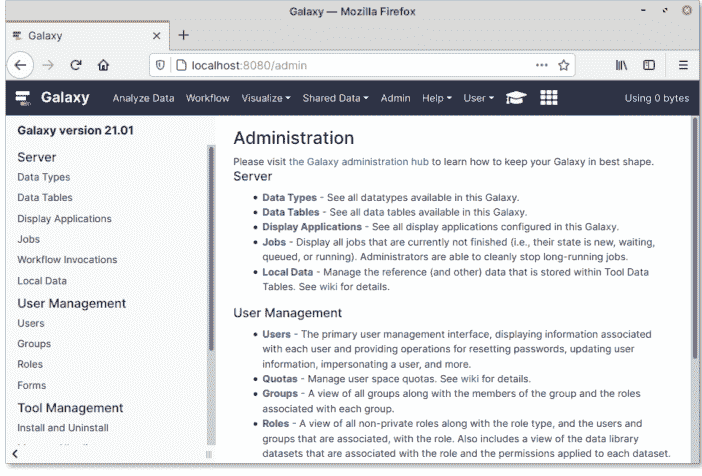 Galaxy — Mozilla Firefox
Galaxy
localhost:8080/admin
Galaxy Analyze Data Workflow Visualize Shared Data Admin Help User Using 0 bytes
Galaxy version 21.01
Server
Data Types
Data Tables
Display Applications
Jobs
Workflow Invocations
Local Data
User Management
Users
Groups
Roles
Forms
Tool Management
Install and Uninstall
Administration
Please visit the Galaxy administration hub to learn how to keep your Galaxy in best shape.
Server
• Data Types - See all datatypes available in this Galaxy.
• Data Tables - See all data tables available in this Galaxy.
• Display Applications - See all display applications configured in this Galaxy.
• Jobs - Display all jobs that are currently not finished (i.e., their state is new, waiting,
queued, or running). Administrators are able to cleanly stop long-running jobs.
• Local Data - Manage the reference (and other) data that is stored within Tool Data
Tables. See wiki for details.
User Management
• Users - The primary user management interface, displaying information associated
with each user and providing operations for resetting passwords, updating user
information, impersonating a user, and more.
• Quotas - Manage user space quotas. See wiki for details.
• Groups - A view of all groups along with the members of the group and the roles
associated with each group.
• Roles - A view of all non-private roles along with the role type, and the users and
groups that are associated, with the role. Also includes a view of the data library
datasets that are associated with the role and the permissions applied to each dataset.